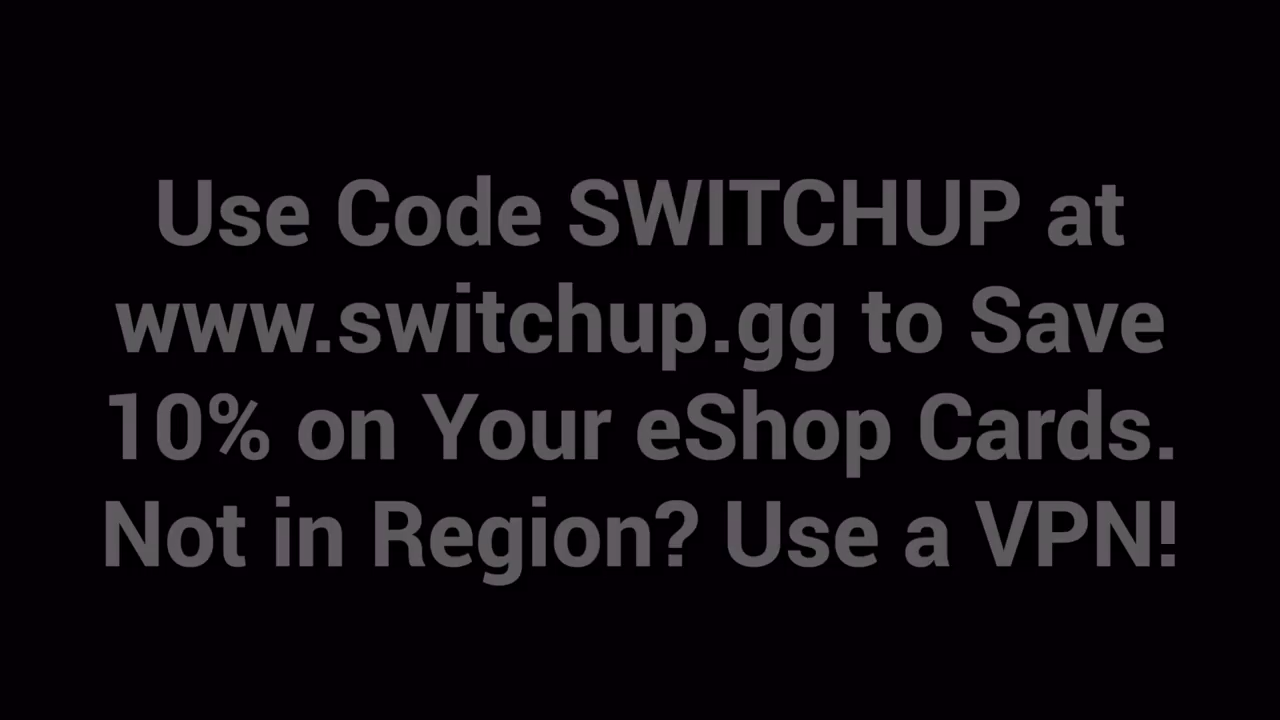 Use Code SWITCHUP at
www.switchup.gg to Save
10% on Your eShop Cards.
Not in Region? Use a VPN!